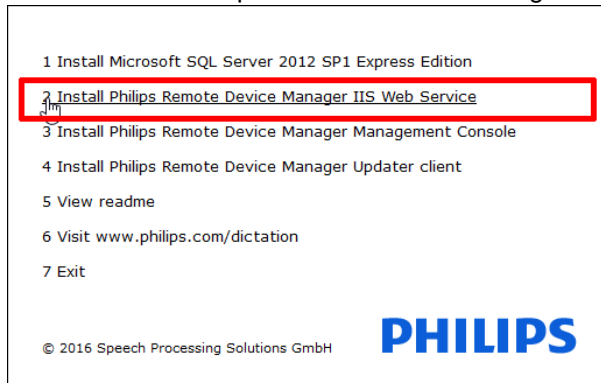 1 Install Microsoft SQL Server 2012 SP1 Express Edition
2 Install Philips Remote Device Manager IIS Web Service
3 Install Philips Remote Device Manager Management Console
4 Install Philips Remote Device Manager Updater client
5 View readme
6 Visit www.philips.com/dictation
7 Exit
© 2016 Speech Processing Solutions GmbH
PHILIPS